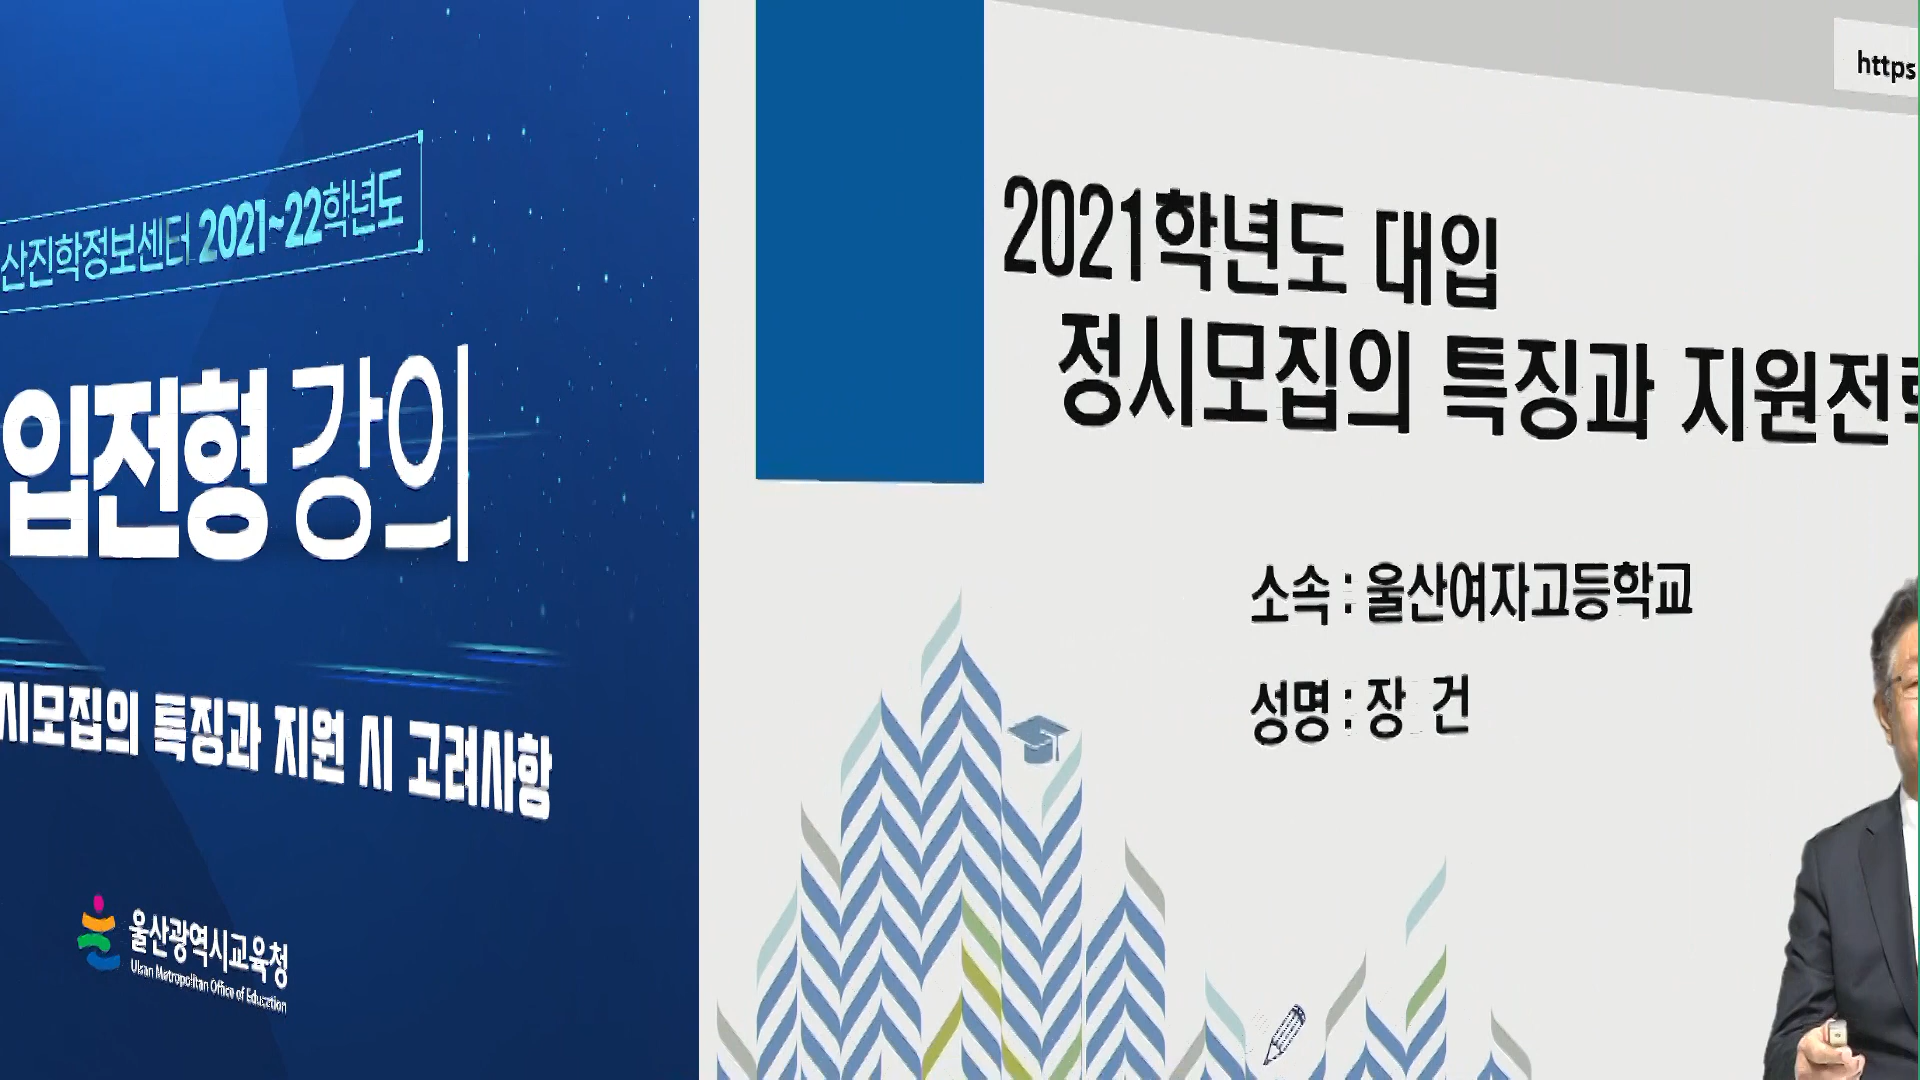 산진학정보센터 2021~22학년도
입전형 강의
시모집의 특징과 지원 시 고려사항
울산광역시교육청
Ulsan Metropolitan Office of Education
https
2021학년도 대입
정시모집의 특징과 지원전
소속 : 울산여자고등학교
성명 : 장 건